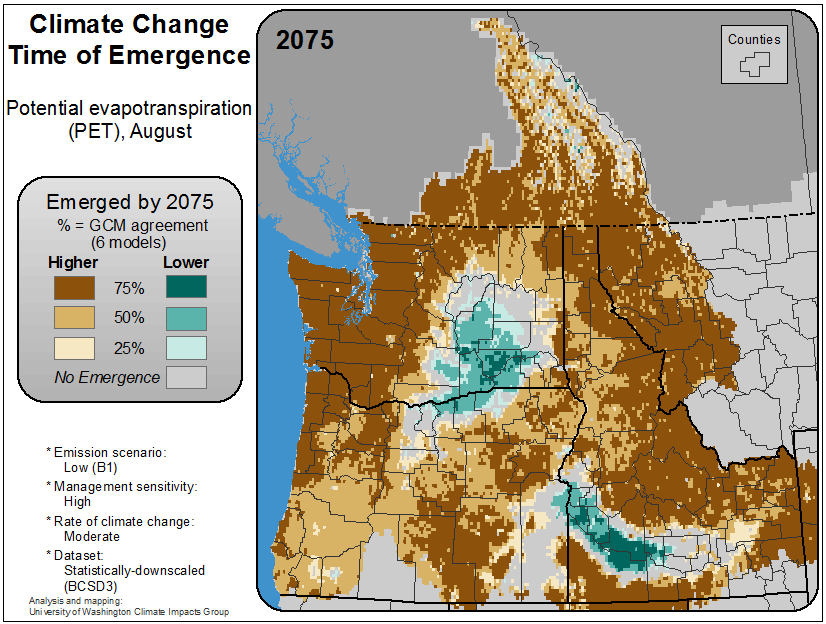 Climate Change
Time of Emergence
Potential evapotranspiration
(PET), August
Emerged by 2075
% = GCM agreement
(6 models)
Higher Lower
75%
50%
25%
No Emergence
* Emission scenario:
Low (B1)
* Management sensitivity:
High
* Rate of climate change:
Moderate
* Dataset:
Statistically-downscaled
(BCSD3)
Analysis and mapping:
University of Washington Climate Impacts Group
2075
Counties